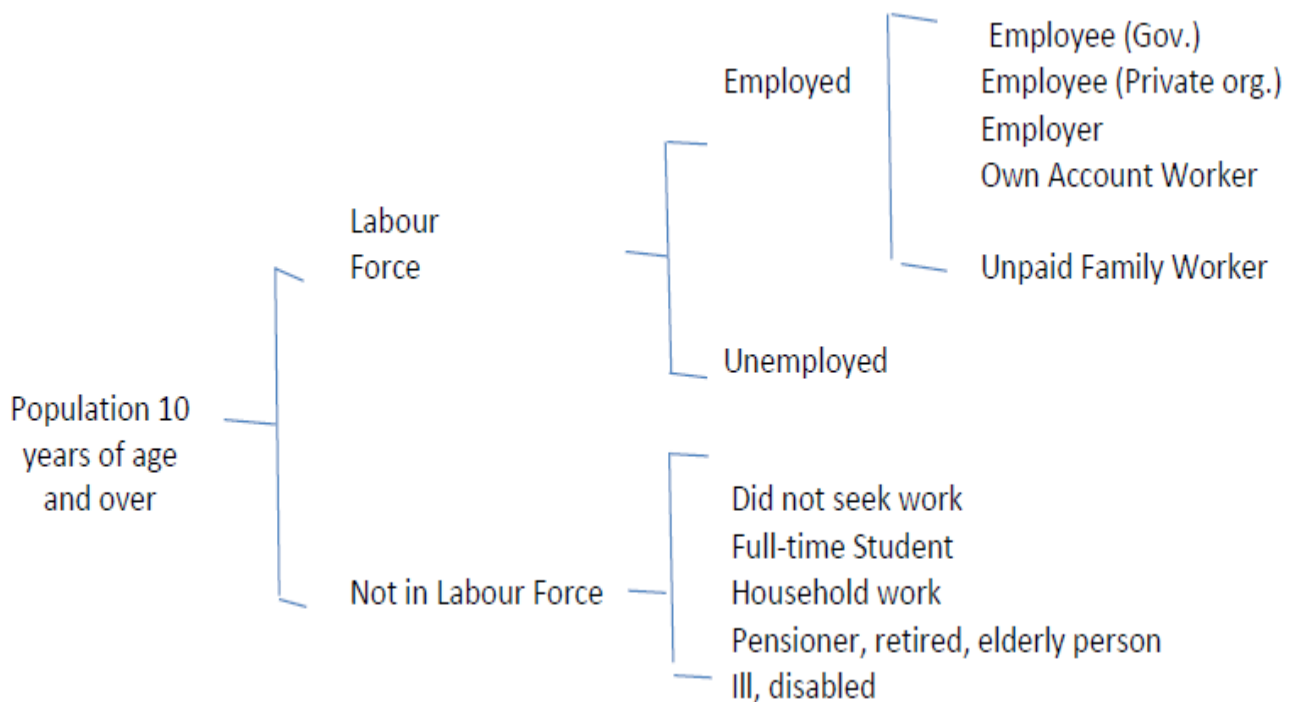 Employee (Gov.)
Employed
Employee (Private org.)
Employer
Own Account Worker
Labour
Force
Unpaid Family Worker
Unemployed
Population 10
years of age
and over
Did not seek work
Full-time Student
Not in Labour Force
Household work
Pensioner, retired, elderly person
Ill, disabled